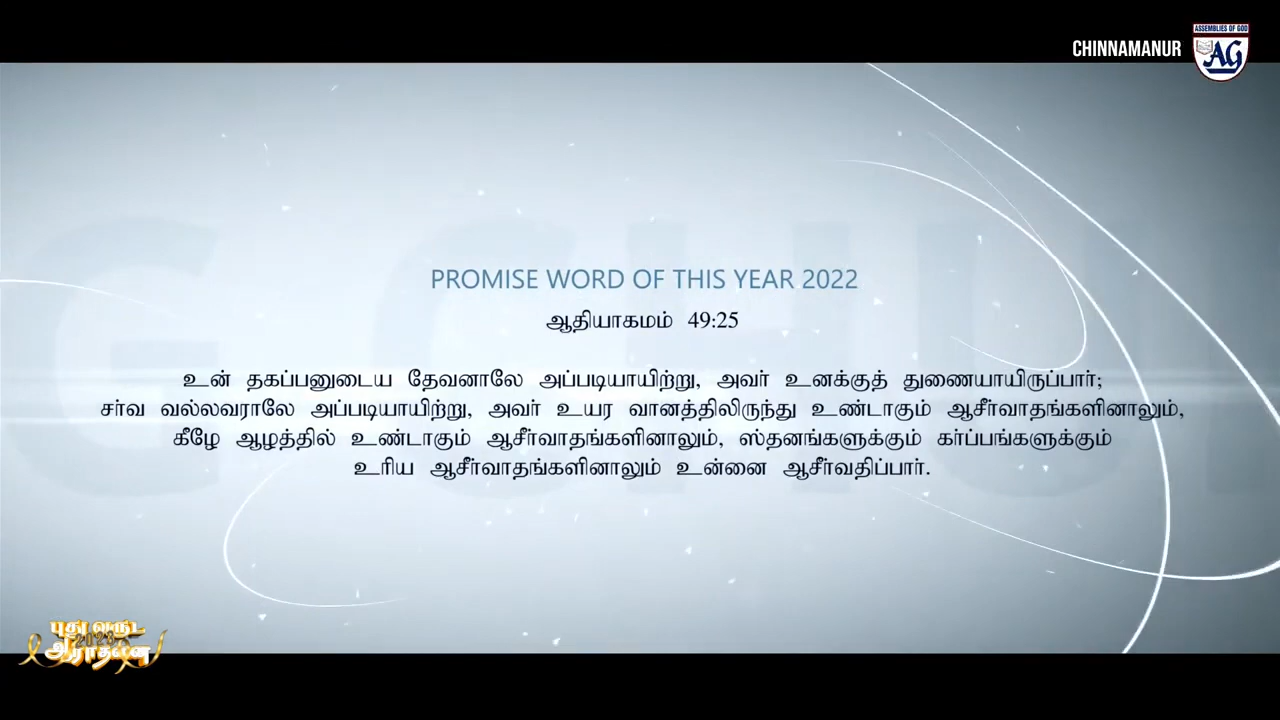 CHINNAMANUR
ASSEMBLIES OF GOD
AG
PROMISE WORD OF THIS YEAR 2022
ஆதியாகமம் 49:25
உன் தகப்பனுடைய தேவனாலே அப்படியாயிற்று, அவர் உனக்குத் துணையாயிருப்பார்;
சர்வ வல்லவராலே அப்படியாயிற்று, அவர் உயர வானத்திலிருந்து உண்டாகும் ஆசீர்வாதங்களினாலும்,
கீழே ஆழத்தில் உண்டாகும் ஆசீர்வாதங்களினாலும், ஸ்தனங்களுக்கும் கர்ப்பங்களுக்கும்
உரிய ஆசீர்வாதங்களினாலும் உன்னை ஆசீர்வதிப்பார்.
புது வருட
ஆராதனை